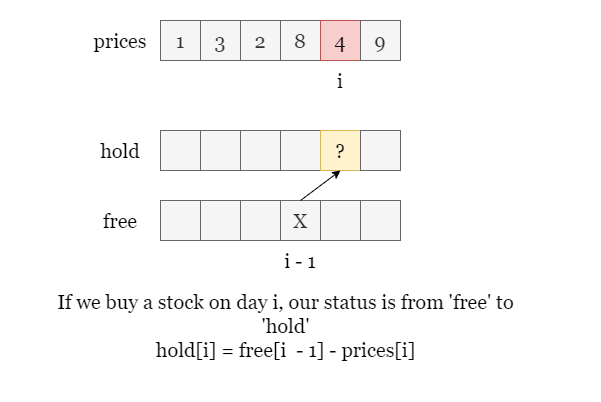 prices 1 3 2 8 4 9
i
hold ?
free X
i - 1
If we buy a stock on day i, our status is from 'free' to
'hold'
hold[i] = free[i - 1] - prices[i]